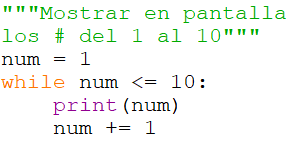 """Mostrar en pantalla
los # del 1 al 10"""
num = 1
while num <= 10:
    print(num)
    num += 1